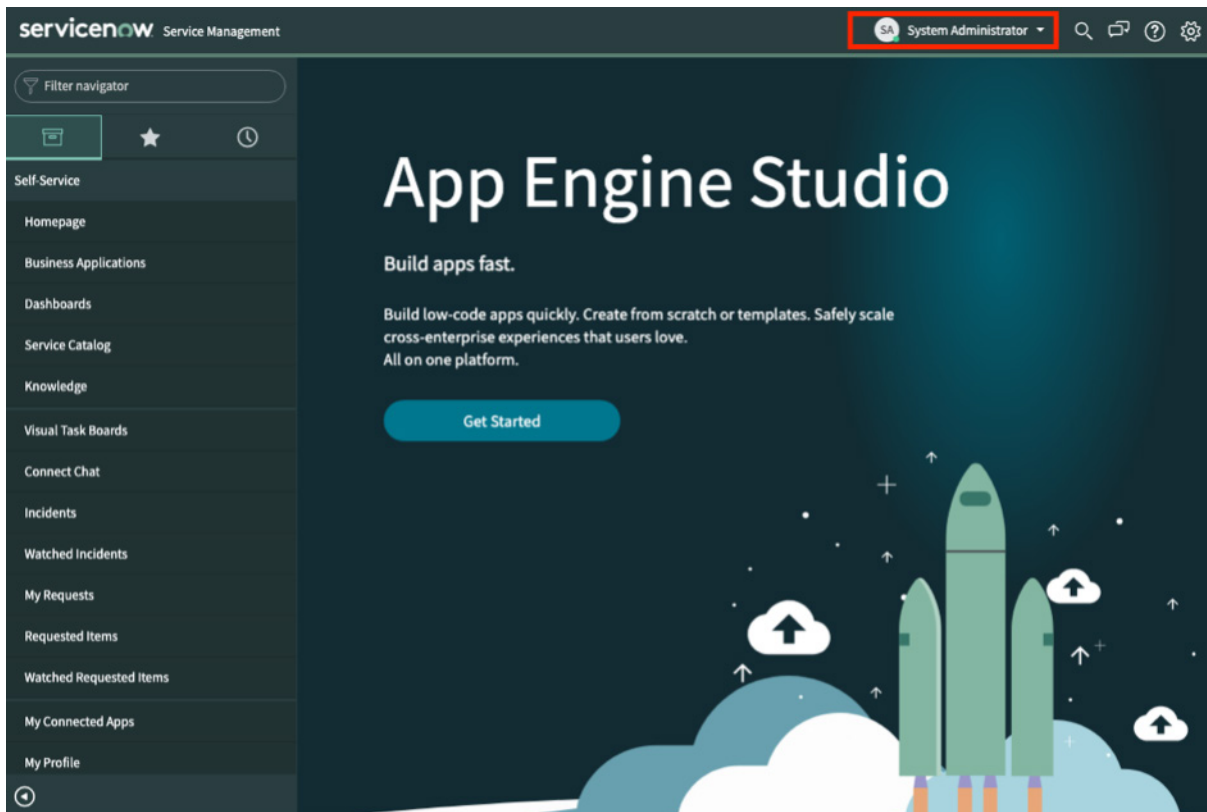 servicenow Service Management
SA System Administrator
Filter navigator
Self-Service
Homepage
Business Applications
Dashboards
Service Catalog
Knowledge
Visual Task Boards
Connect Chat
Incidents
Watched Incidents
My Requests
Requested Items
Watched Requested Items
My Connected Apps
My Profile
App Engine Studio
Build apps fast.
Build low-code apps quickly. Create from scratch or templates. Safely scale
cross-enterprise experiences that users love.
All on one platform.
Get Started